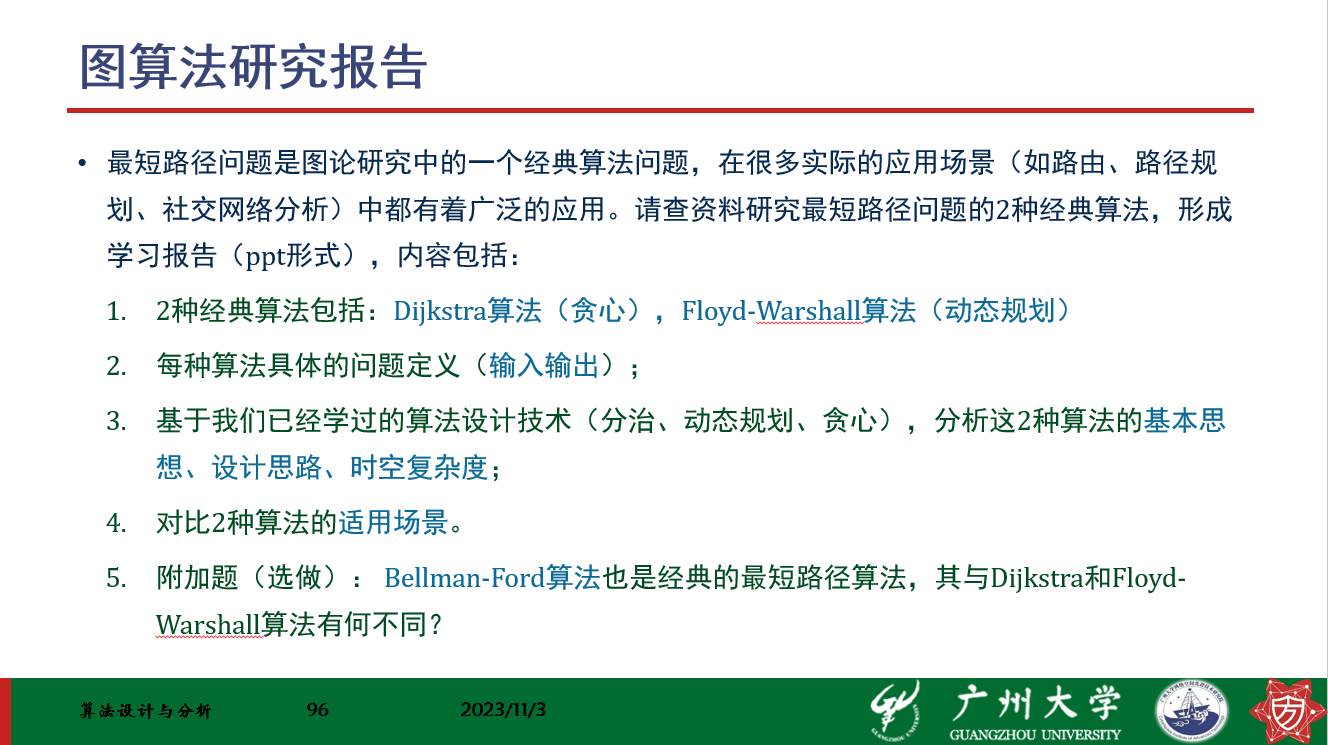 图算法研究报告
• 最短路径问题是图论研究中的一个经典算法问题，在很多实际的应用场景（如路由、路径规
划、社交网络分析）中都有着广泛的应用。请查资料研究最短路径问题的2种经典算法，形成
学习报告（ppt形式），内容包括：
1. 2种经典算法包括：Dijkstra算法（贪心），Floyd-Warshall算法（动态规划）
2. 每种算法具体的问题定义（输入输出）；
3. 基于我们已经学过的算法设计技术（分治、动态规划、贪心），分析这2种算法的基本思
想、设计思路、时空复杂度；
4. 对比2种算法的适用场景。
5. 附加题（选做）： Bellman-Ford算法也是经典的最短路径算法，其与Dijkstra和Floyd-
Warshall算法有何不同？
算法设计与分析 96 2023/11/3
广州大学
GUANGZHOU UNIVERSITY